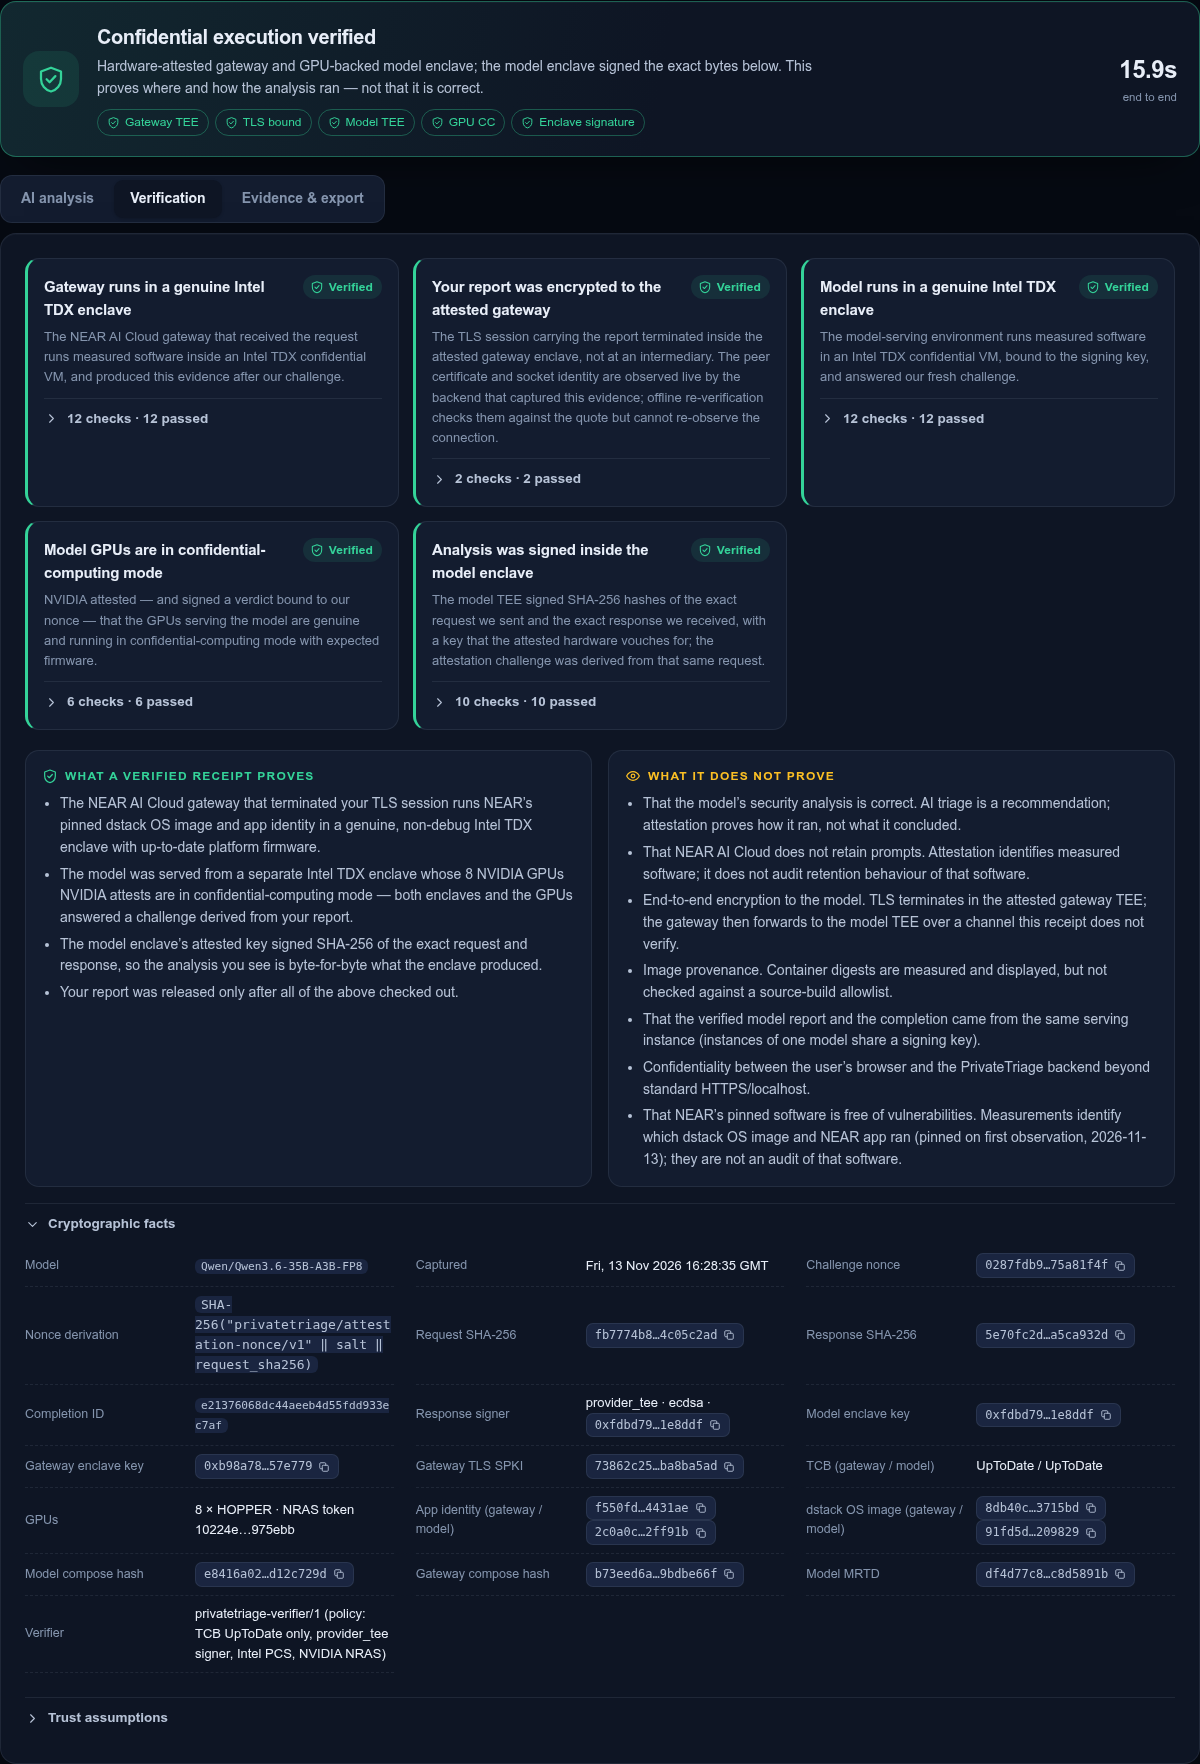 Confidential execution verified
Hardware-attested gateway and GPU-backed model enclave; the model enclave signed the exact bytes below. This
proves where and how the analysis ran — not that it is correct.
Gateway TEE
TLS bound
Model TEE
GPU CC
Enclave signature
15.9s
end to end
AI analysis
Verification
Evidence & export
Gateway runs in a genuine Intel
TDX enclave
Verified
The NEAR AI Cloud gateway that received the request
runs measured software inside an Intel TDX confidential
VM, and produced this evidence after our challenge.
12 checks · 12 passed
Your report was encrypted to the
attested gateway
Verified
The TLS session carrying the report terminated inside the
attested gateway enclave, not at an intermediary. The peer
certificate and socket identity are observed live by the
backend that captured this evidence; offline re-verification
checks them against the quote but cannot re-observe the
connection.
2 checks · 2 passed
Model runs in a genuine Intel TDX
enclave
Verified
The model-serving environment runs measured software
in an Intel TDX confidential VM, bound to the signing key,
and answered our fresh challenge.
12 checks · 12 passed
Model GPUs are in confidential-
computing mode
Verified
NVIDIA attested — and signed a verdict bound to our
nonce — that the GPUs serving the model are genuine
and running in confidential-computing mode with expected
firmware.
6 checks · 6 passed
Analysis was signed inside the
model enclave
Verified
The model TEE signed SHA-256 hashes of the exact
request we sent and the exact response we received, with
a key that the attested hardware vouches for; the
attestation challenge was derived from that same request.
10 checks · 10 passed
WHAT A VERIFIED RECEIPT PROVES
• The NEAR AI Cloud gateway that terminated your TLS session runs NEAR's
pinned dstack OS image and app identity in a genuine, non-debug Intel TDX
enclave with up-to-date platform firmware.
• The model was served from a separate Intel TDX enclave whose 8 NVIDIA GPUs
NVIDIA attests are in confidential-computing mode — both enclaves and the GPUs
answered a challenge derived from your report.
• The model enclave's attested key signed SHA-256 of the exact request and
response, so the analysis you see is byte-for-byte what the enclave produced.
• Your report was released only after all of the above checked out.
WHAT IT DOES NOT PROVE
• That the model's security analysis is correct. AI triage is a recommendation;
attestation proves how it ran, not what it concluded.
• That NEAR AI Cloud does not retain prompts. Attestation identifies measured
software; it does not audit retention behaviour of that software.
• End-to-end encryption to the model. TLS terminates in the attested gateway TEE;
the gateway then forwards to the model TEE over a channel this receipt does not
verify.
• Image provenance. Container digests are measured and displayed, but not
checked against a source-build allowlist.
• That the verified model report and the completion came from the same serving
instance (instances of one model share a signing key).
• Confidentiality between the user's browser and the PrivateTriage backend beyond
standard HTTPS/localhost.
• That NEAR's pinned software is free of vulnerabilities. Measurements identify
which dstack OS image and NEAR app ran (pinned on first observation, 2026-11-
13); they are not an audit of that software.
Cryptographic facts
Model
Qwen/Qwen3.6-35B-A3B-FP8
Captured
Fri, 13 Nov 2026 16:28:35 GMT
Challenge nonce
0287fdb9…75a81f4f
Nonce derivation
SHA-
256("privatetriage/attest
ation-nonce/v1" ‖ salt ‖
request_sha256)
Request SHA-256
fb7774b8…4c05c2ad
Response SHA-256
5e70fc2d…a5ca932d
Completion ID
e21376068dc44aeeb4d55fdd933e
c7af
Response signer
provider_tee · ecdsa ·
0xfdbd79…1e8ddf
Model enclave key
0xfdbd79…1e8ddf
Gateway enclave key
0xb98a78…57e779
Gateway TLS SPKI
73862c25…ba8ba5ad
TCB (gateway / model)
UpToDate / UpToDate
GPUs
8 × HOPPER · NRAS token
10224e…975ebb
App identity (gateway /
model)
f550fd…4431ae
2c0a0c…2ff91b
dstack OS image (gateway /
model)
8db40c…3715bd
91fd5d…209829
Model compose hash
e8416a02…d12c729d
Gateway compose hash
b73eed6a…9bdbe66f
Model MRTD
df4d77c8…c8d5891b
Verifier
privatetriage-verifier/1 (policy:
TCB UpToDate only, provider_tee
signer, Intel PCS, NVIDIA NRAS)
Trust assumptions